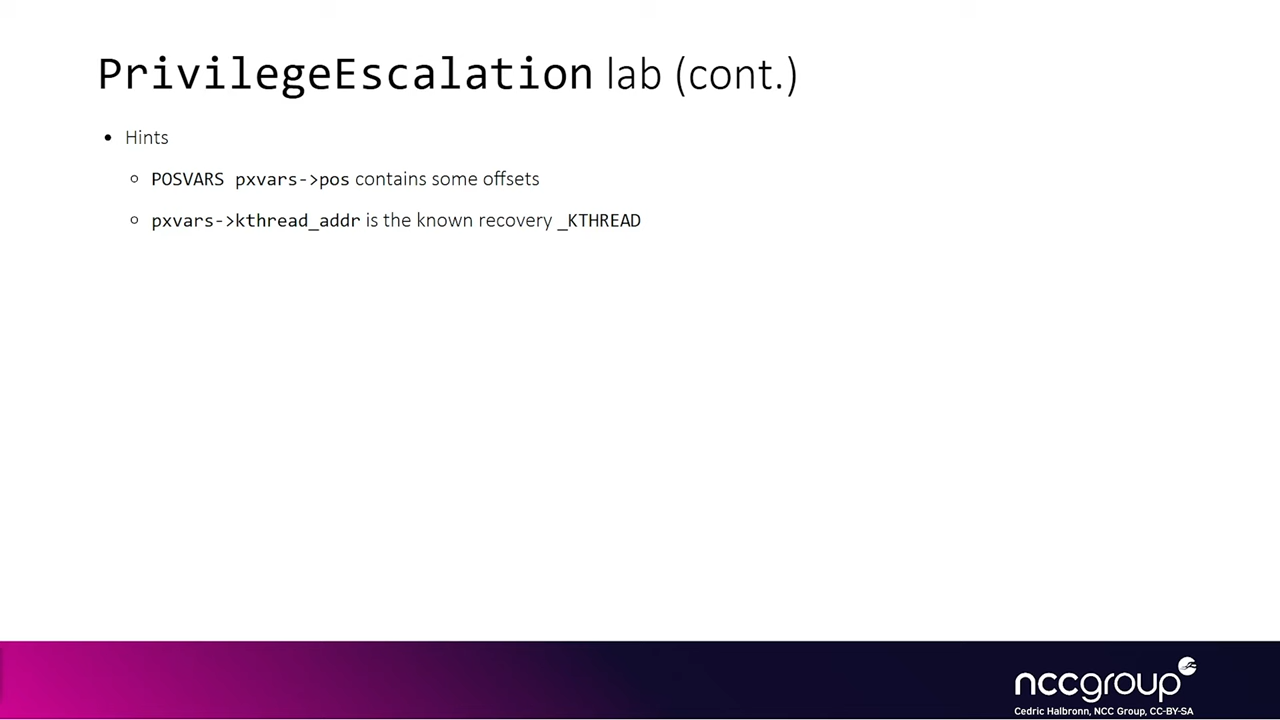 PrivilegeEscalation lab (cont.)
• Hints
○ POSVARS pxvars->pos contains some offsets
○ pxvars->kthread_addr is the known recovery _KTHREAD
nccgroup
Cedric Halbronn, NCC Group, CC-BY-SA